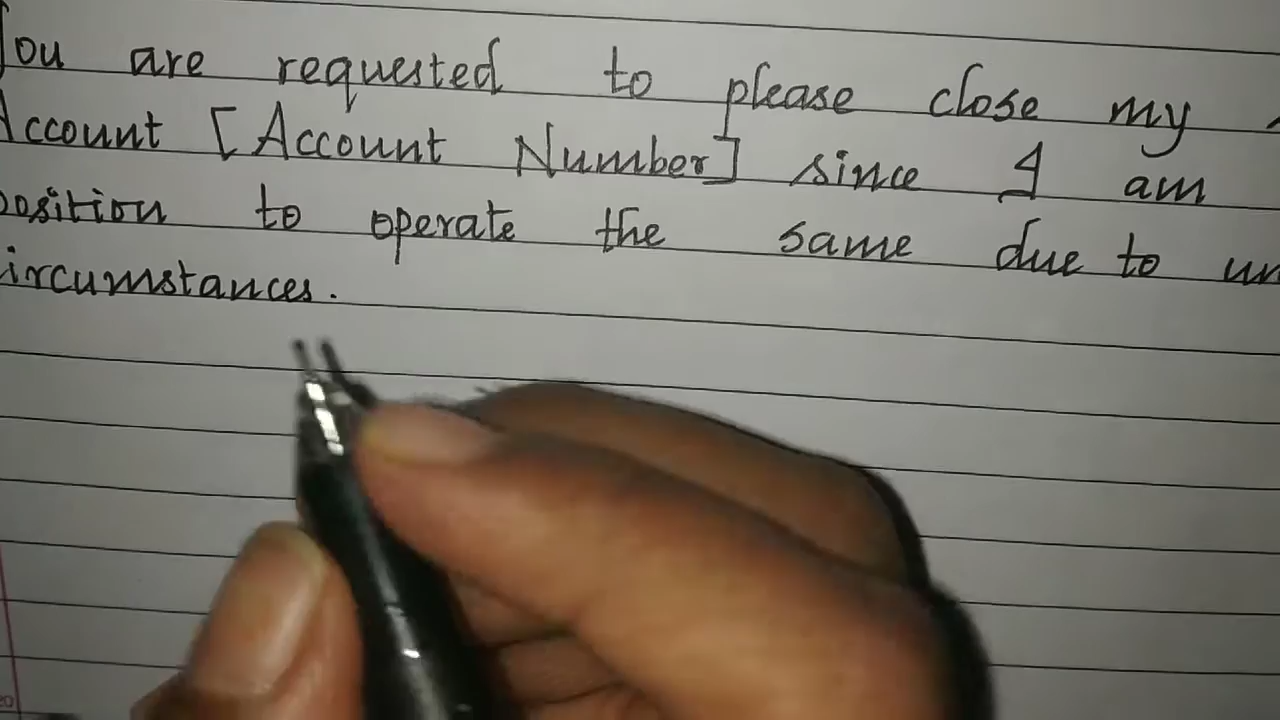 You are requested to please close my
Account [Account Number] since I am
position to operate the same due to un
circumstances.